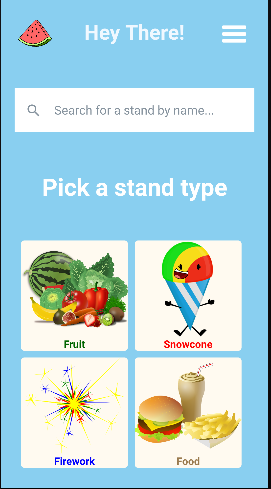 Hey There!
Search for a stand by name...
Pick a stand type
Fruit
Snowcone
Firework
Food